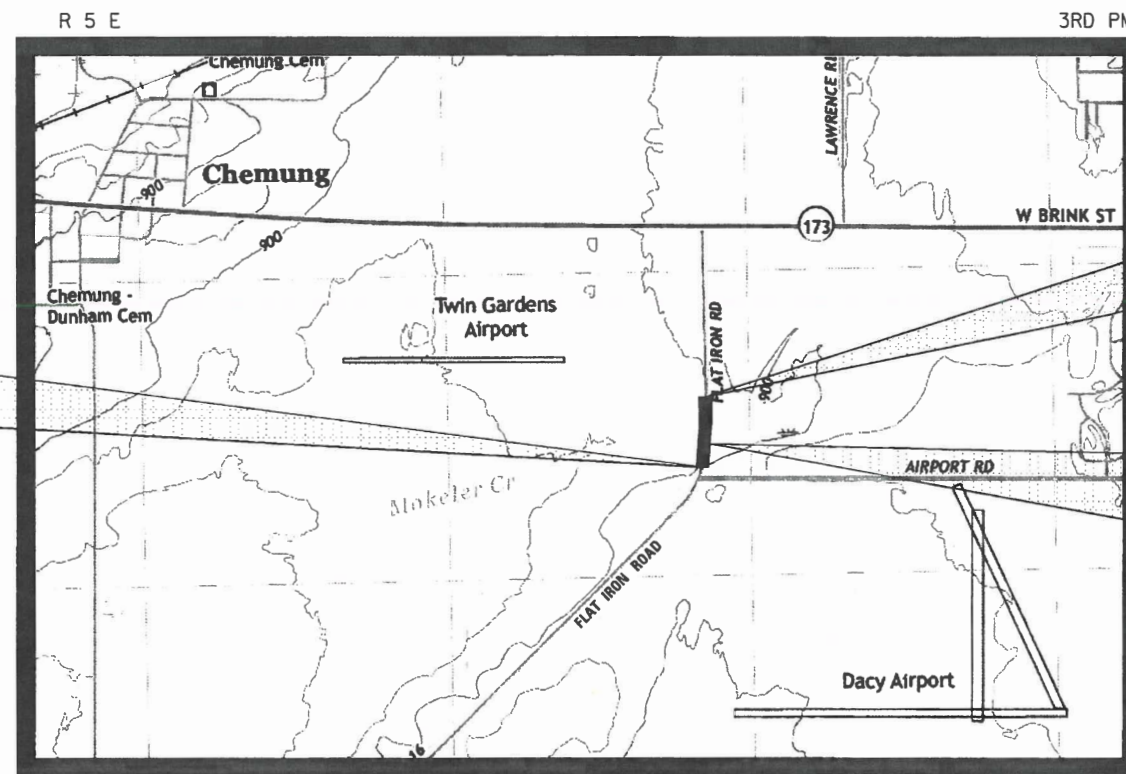 R 5 E
3RD PM
Chemung Cem
LAWRENCE RD
Chemung
900
173
W BRINK ST
900
Chemung -
Dunham Cem
Twin Gardens
Airport
FLAT IRON RD
900
AIRPORT RD
Mokeler Cr
FLAT IRON ROAD
Dacy Airport
16